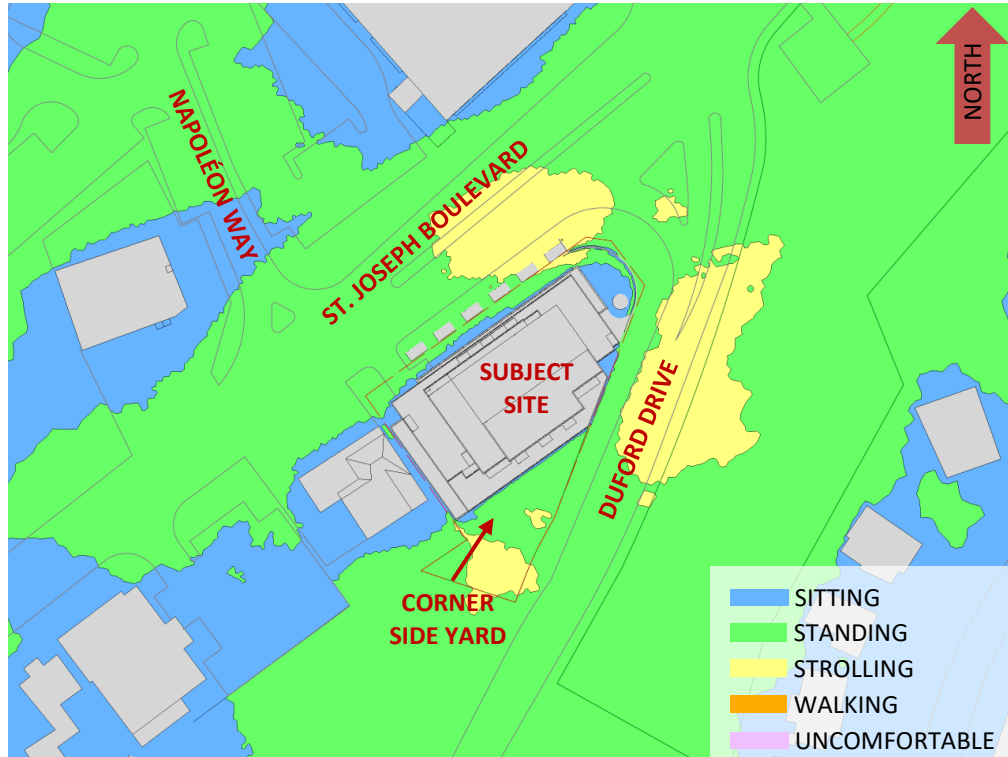 NORTH
NAPOLÉON WAY
ST. JOSEPH BOULEVARD
SUBJECT
SITE
DUFORD DRIVE
CORNER
SIDE YARD
SITTING
STANDING
STROLLING
WALKING
UNCOMFORTABLE